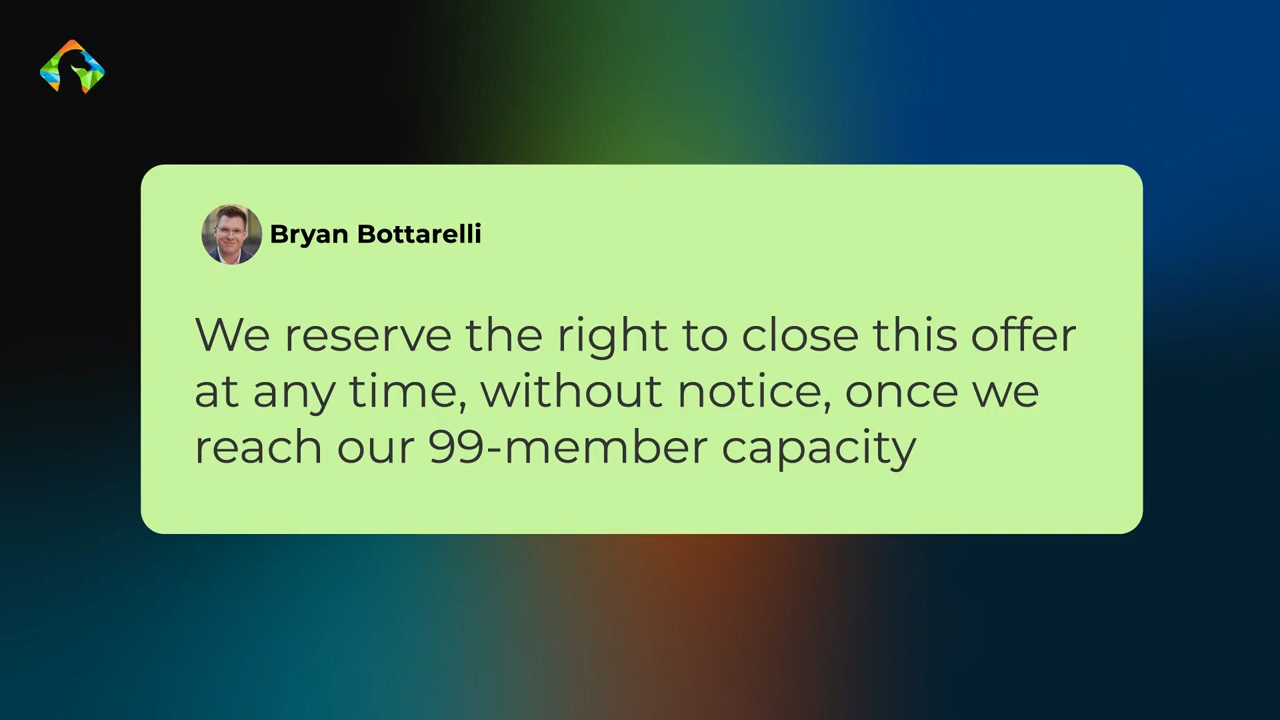 Bryan Bottarelli
We reserve the right to close this offer
at any time, without notice, once we
reach our 99-member capacity